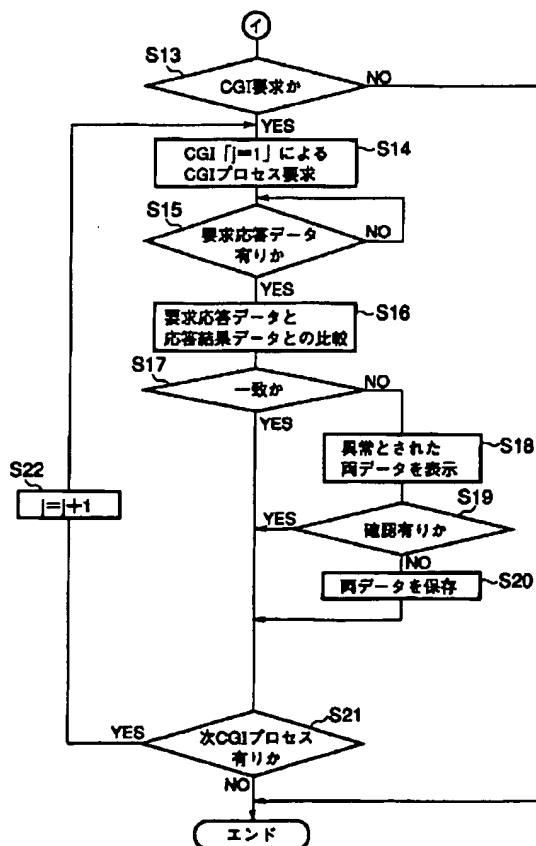 イ
S13
CGI要求か
NO
YES
CGI「j=1」による
CGIプロセス要求
S14
S15
要求応答データ
有りか
NO
YES
要求応答データと
応答結果データとの比較
S16
S17
一致か
NO
YES
異常とされた
両データを表示
S18
S22
j=j+1
S19
確認有りか
YES
NO
両データを保存
S20
S21
次CGIプロセス
有りか
YES
NO
エンド